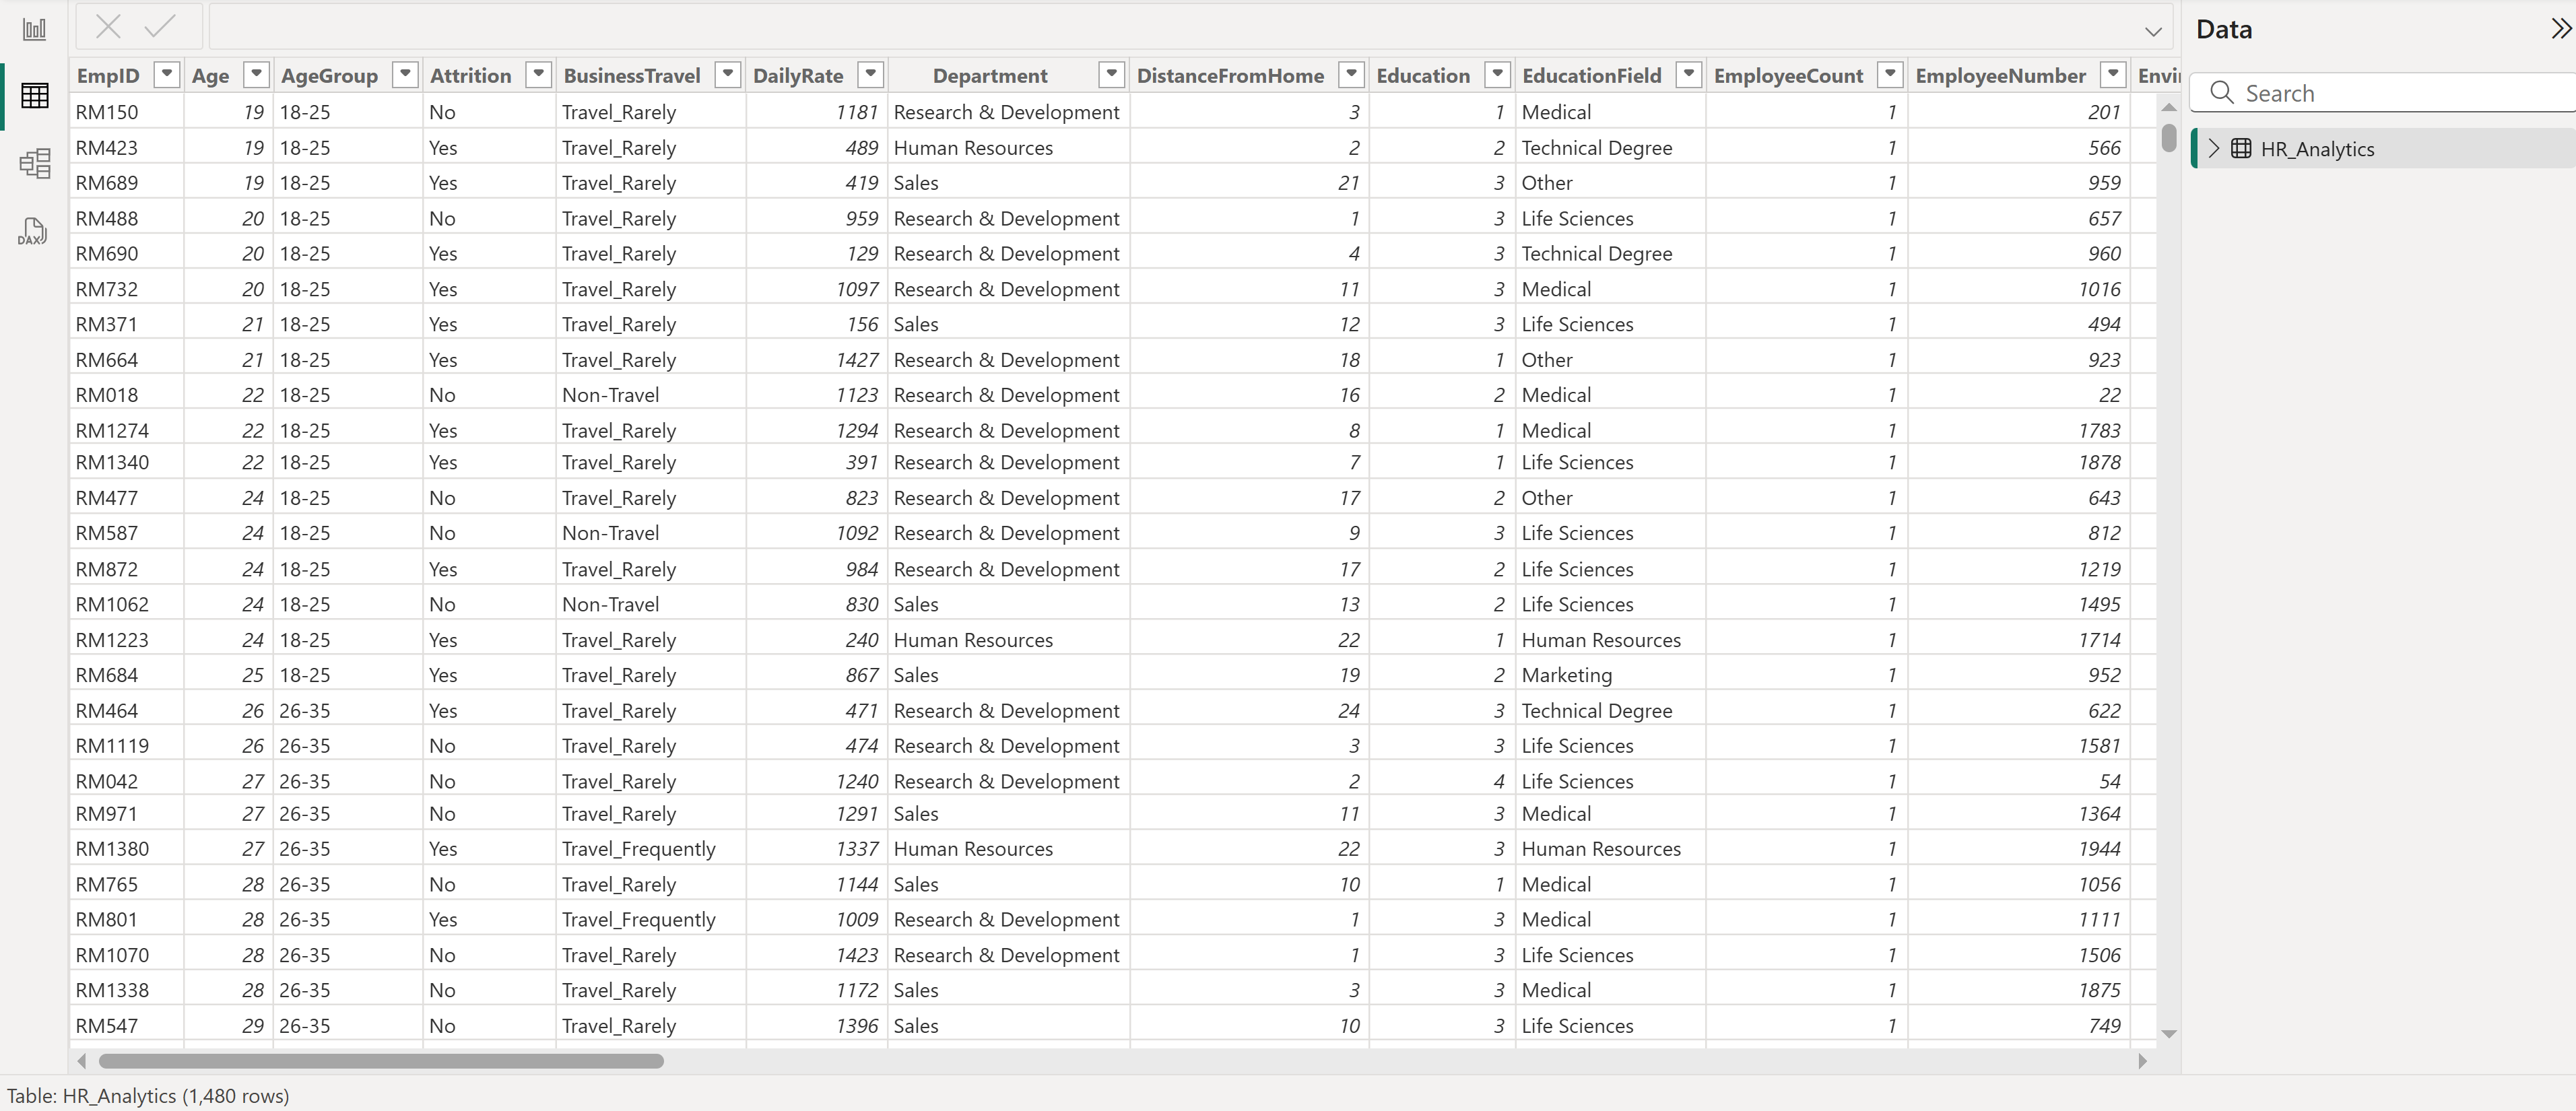 Data
EmpID Age AgeGroup Attrition BusinessTravel DailyRate Department DistanceFromHome Education EducationField EmployeeCount EmployeeNumber Envi
Search
RM150 19 18-25 No Travel_Rarely 1181 Research & Development 3 1 Medical 1 201
RM423 19 18-25 Yes Travel_Rarely 489 Human Resources 2 2 Technical Degree 1 566
HR_Analytics
RM689 19 18-25 Yes Travel_Rarely 419 Sales 21 3 Other 1 959
RM488 20 18-25 No Travel_Rarely 959 Research & Development 1 3 Life Sciences 1 657
DAX
RM690 20 18-25 Yes Travel_Rarely 129 Research & Development 4 3 Technical Degree 1 960
RM732 20 18-25 Yes Travel_Rarely 1097 Research & Development 11 3 Medical 1 1016
RM371 21 18-25 Yes Travel_Rarely 156 Sales 12 3 Life Sciences 1 494
RM664 21 18-25 Yes Travel_Rarely 1427 Research & Development 18 1 Other 1 923
RM018 22 18-25 No Non-Travel 1123 Research & Development 16 2 Medical 1 22
RM1274 22 18-25 Yes Travel_Rarely 1294 Research & Development 8 1 Medical 1 1783
RM1340 22 18-25 Yes Travel_Rarely 391 Research & Development 7 1 Life Sciences 1 1878
RM477 24 18-25 No Travel_Rarely 823 Research & Development 17 2 Other 1 643
RM587 24 18-25 No Non-Travel 1092 Research & Development 9 3 Life Sciences 1 812
RM872 24 18-25 Yes Travel_Rarely 984 Research & Development 17 2 Life Sciences 1 1219
RM1062 24 18-25 No Non-Travel 830 Sales 13 2 Life Sciences 1 1495
RM1223 24 18-25 Yes Travel_Rarely 240 Human Resources 22 1 Human Resources 1 1714
RM684 25 18-25 Yes Travel_Rarely 867 Sales 19 2 Marketing 1 952
RM464 26 26-35 Yes Travel_Rarely 471 Research & Development 24 3 Technical Degree 1 622
RM1119 26 26-35 No Travel_Rarely 474 Research & Development 3 3 Life Sciences 1 1581
RM042 27 26-35 No Travel_Rarely 1240 Research & Development 2 4 Life Sciences 1 54
RM971 27 26-35 No Travel_Rarely 1291 Sales 11 3 Medical 1 1364
RM1380 27 26-35 Yes Travel_Frequently 1337 Human Resources 22 3 Human Resources 1 1944
RM765 28 26-35 No Travel_Rarely 1144 Sales 10 1 Medical 1 1056
RM801 28 26-35 Yes Travel_Frequently 1009 Research & Development 1 3 Medical 1 1111
RM1070 28 26-35 No Travel_Rarely 1423 Research & Development 1 3 Life Sciences 1 1506
RM1338 28 26-35 No Travel_Rarely 1172 Sales 3 3 Medical 1 1875
RM547 29 26-35 No Travel_Rarely 1396 Sales 10 3 Life Sciences 1 749
Table: HR_Analytics (1,480 rows)